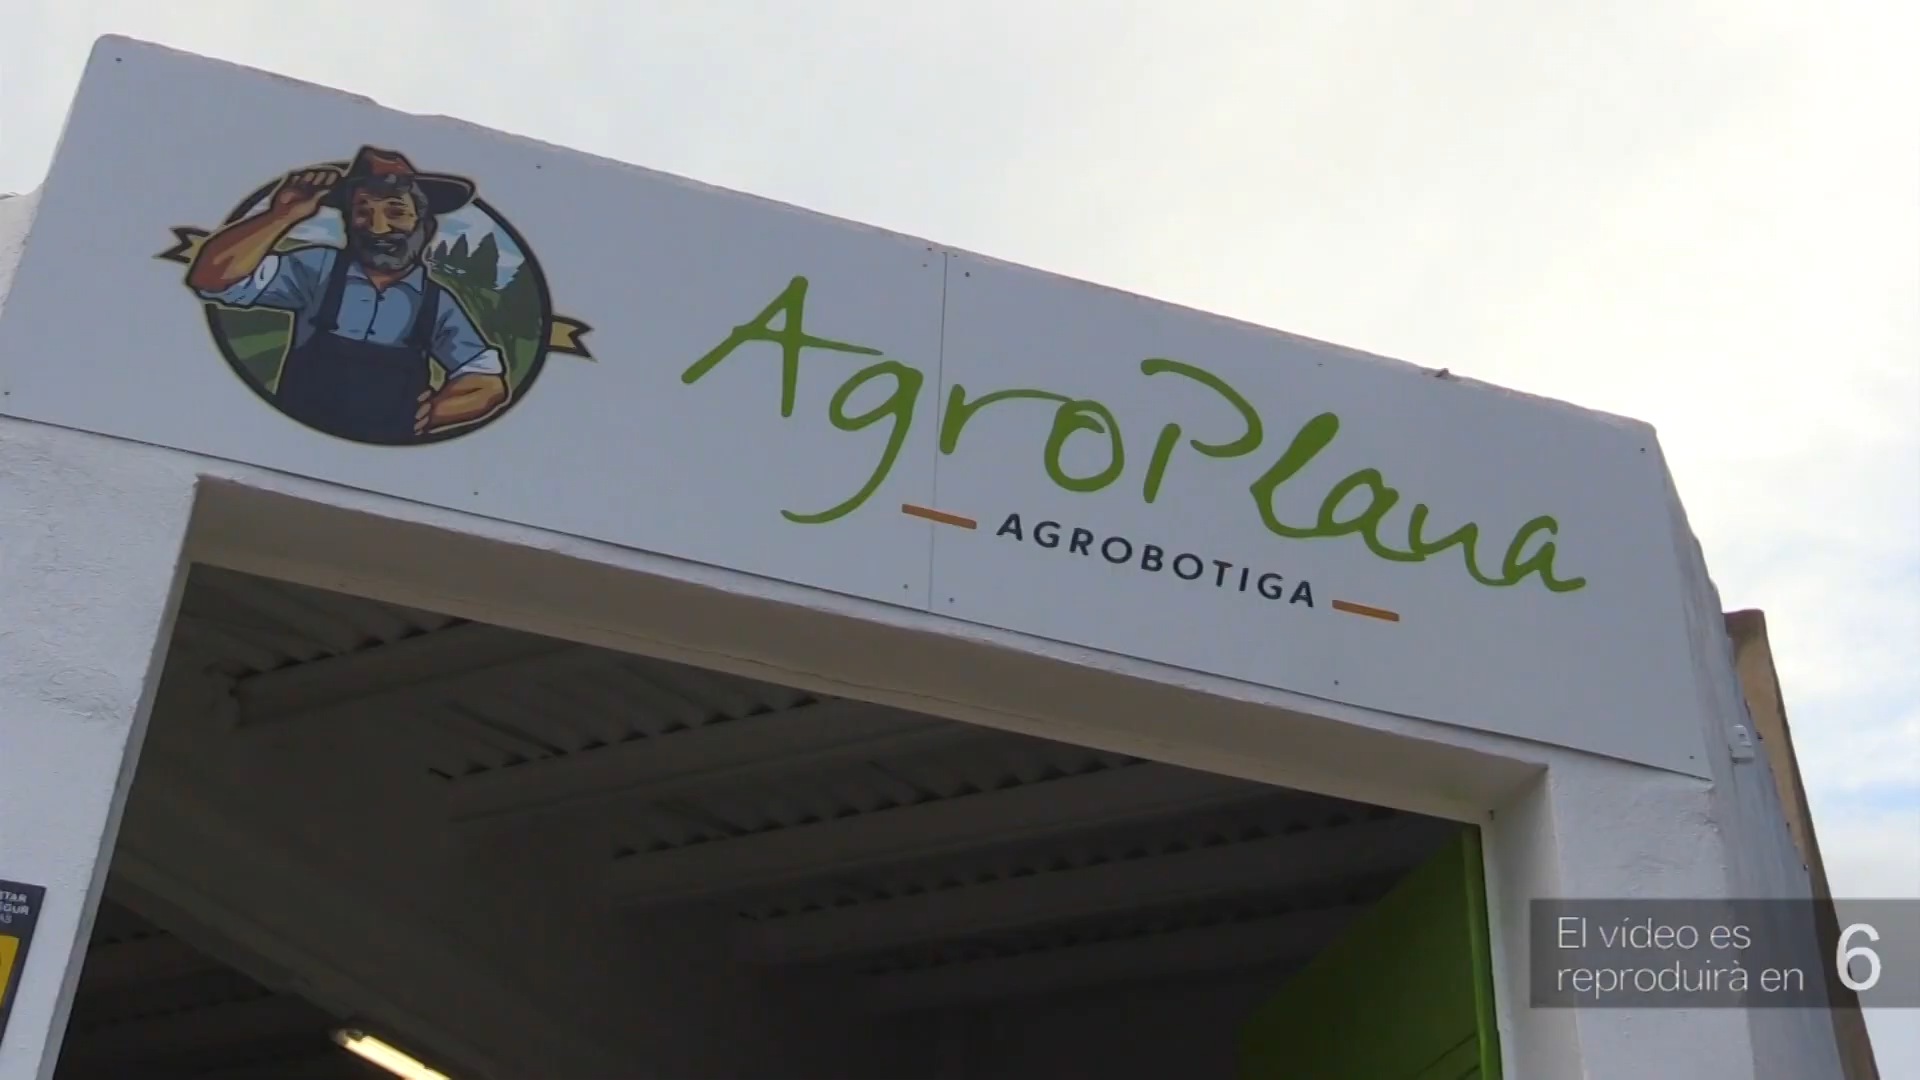 AgroPlana
AGROBOTIGA
El vídeo es
reproduirà en
6